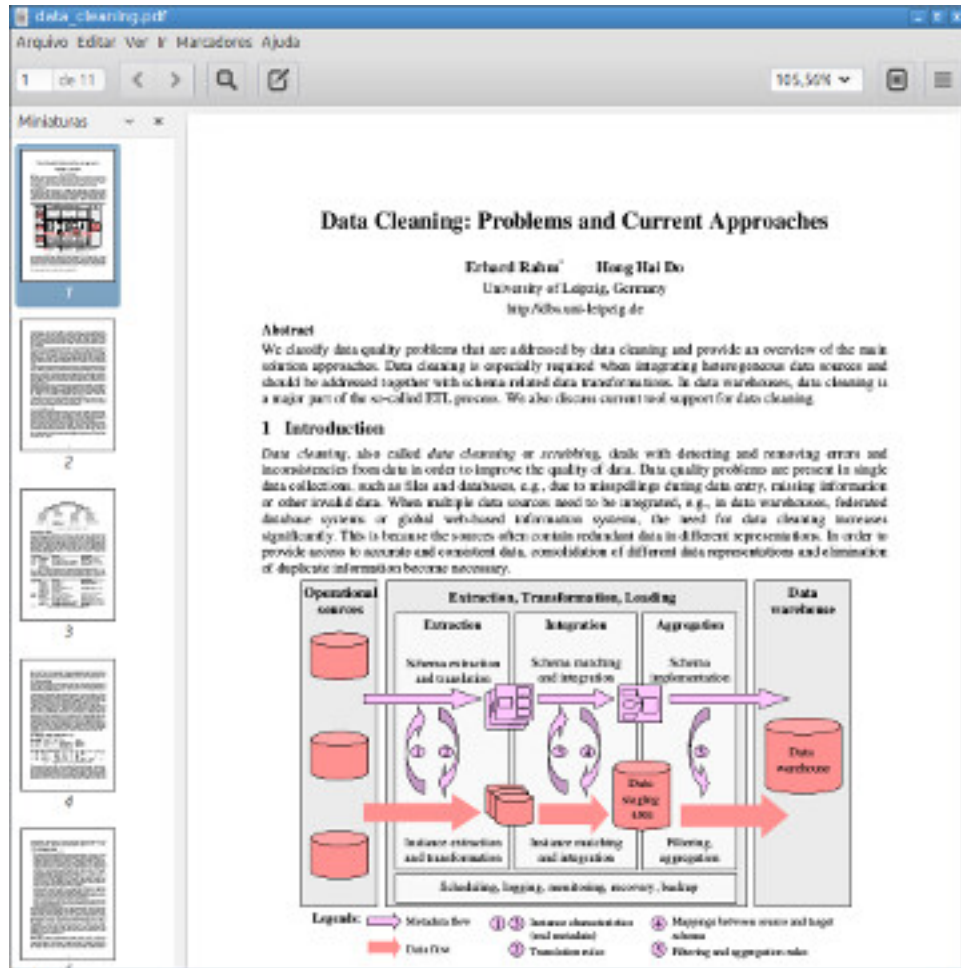 data_cleaning.pdf
Arquivo Editar Ver Ir Marcadores Ajuda
1 de 11
105,56%
Miniaturas
1
2
3
4
Data Cleaning: Problems and Current Approaches
Erhard Rahm* Hong Hai Do
University of Leipzig, Germany
http://dbs.uni-leipzig.de
Abstract
We classify data quality problems that are addressed by data cleaning and provide an overview of the main
solution approaches. Data cleaning is especially required when integrating heterogeneous data sources and
should be addressed together with schema-related data transformations. In data warehouses, data cleaning is
a major part of the so-called ETL process. We also discuss current tool support for data cleaning.
1 Introduction
Data cleaning, also called data cleansing or scrubbing, deals with detecting and removing errors and
inconsistencies from data in order to improve the quality of data. Data quality problems are present in single
data collections, such as files and databases, e.g., due to misspellings during data entry, missing information
or other invalid data. When multiple data sources need to be integrated, e.g., in data warehouses, federated
database systems or global web-based information systems, the need for data cleaning increases
significantly. This is because the sources often contain redundant data in different representations. In order to
provide access to accurate and consistent data, consolidation of different data representations and elimination
of duplicate information become necessary.
Operational
sources
Extraction, Transformation, Loading
Data
warehouse
Extraction
Integration
Aggregation
Schema extraction
and translation
Schema matching
and integration
Schema
implementation
1 2
3 4
5
Data
warehouse
Data
staging
area
Instance extraction
and transformation
Instance matching
and integration
Filtering,
aggregation
Scheduling, logging, monitoring, recovery, backup
Legends: Metadata flow
1 3 Instance characteristics
(real metadata)
4 Mappings between source and target
schema
Data flow
2 Translation rules
5 Filtering and aggregation rules